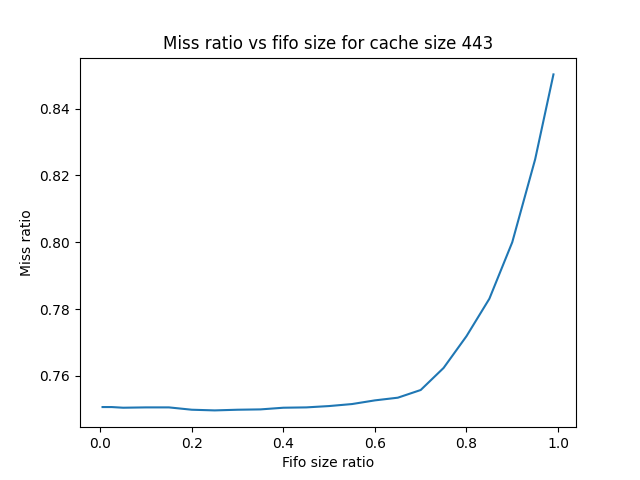 Miss ratio vs fifo size for cache size 443
Miss ratio
0.84
0.82
0.80
0.78
0.76
0.0 0.2 0.4 0.6 0.8 1.0
Fifo size ratio